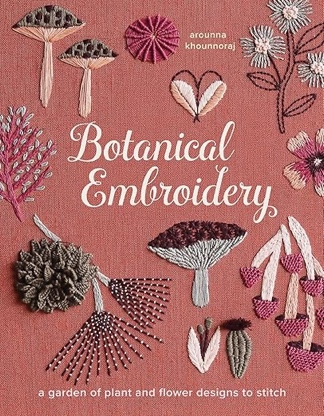 arounna
khounnoraj
Botanical
Embroidery
a garden of plant and flower designs to stitch